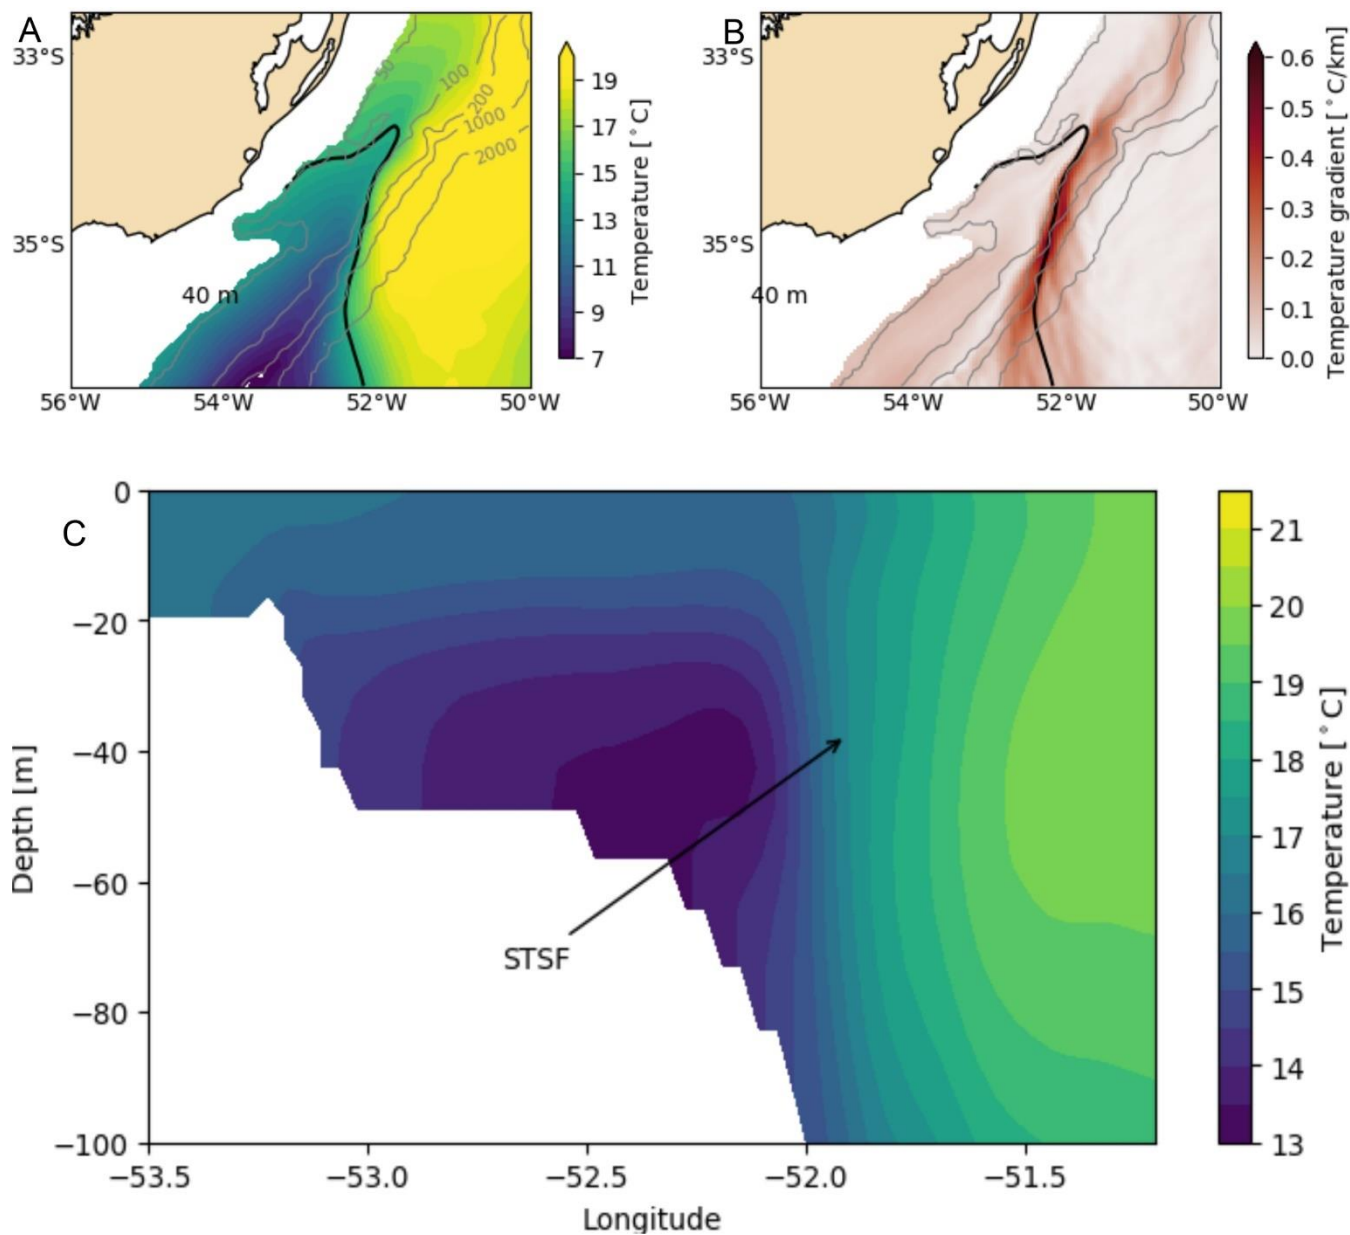 A
33°S
35°S
50
100
200
1000
2000
40 m
56°W
54°W
52°W
50°W
19
17
15
13
11
9
7
Temperature [°C]
B
33°S
35°S
40 m
56°W
54°W
52°W
50°W
0.6
0.5
0.4
0.3
0.2
0.1
0.0
Temperature gradient [°C/km]
C
0
−20
−40
−60
−80
−100
Depth [m]
STSF
−53.5
−53.0
−52.5
−52.0
−51.5
Longitude
21
20
19
18
17
16
15
14
13
Temperature [°C]